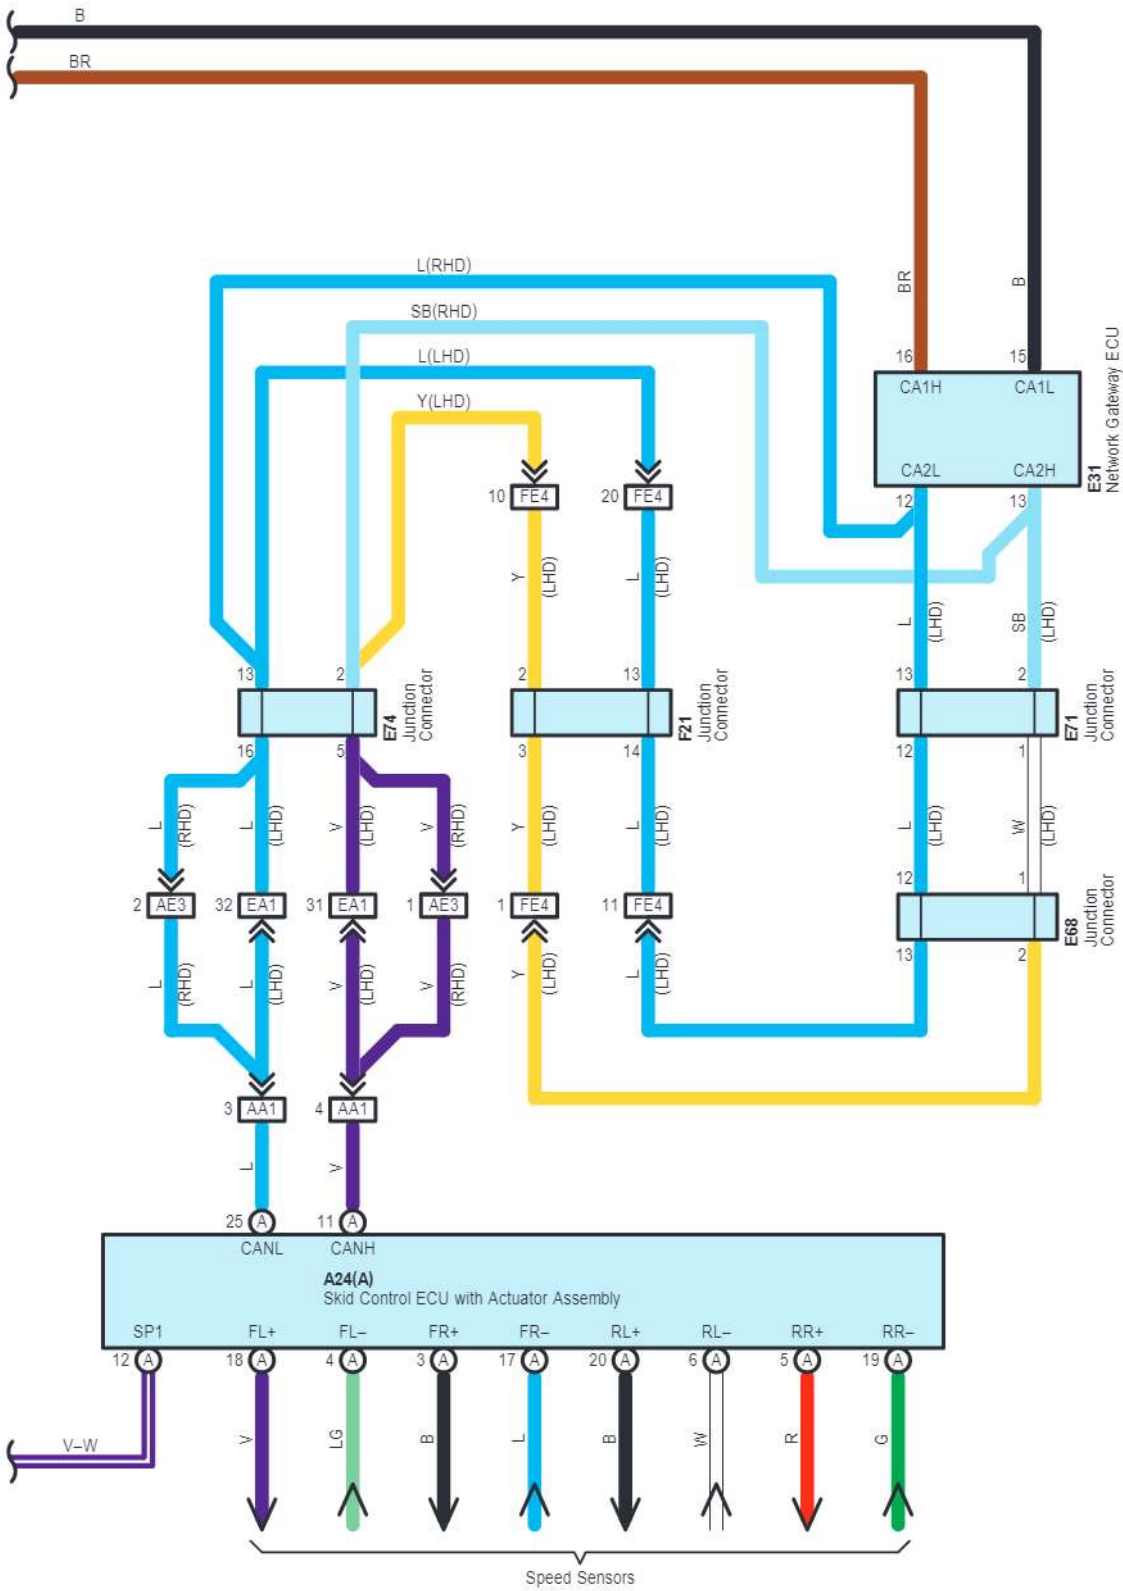 B
BR
L(RHD)
SB(RHD)
L(LHD)
Y(LHD)
BR
B
16
15
CA1H
CA1L
CA2L
CA2H
E31
Network Gateway ECU
12
13
10
FE4
20
FE4
Y
(LHD)
L
(LHD)
L
(LHD)
SB
(LHD)
13
2
2
13
13
2
E74
Junction
Connector
F21
Junction
Connector
E71
Junction
Connector
16
5
3
14
12
1
L
(RHD)
L
(LHD)
V
(LHD)
V
(RHD)
Y
(LHD)
L
(LHD)
L
(LHD)
W
(LHD)
12
1
2
AE3
32
EA1
31
EA1
1
AE3
1
FE4
11
FE4
E68
Junction
Connector
13
2
L
(RHD)
L
(LHD)
V
(LHD)
V
(RHD)
Y
(LHD)
L
(LHD)
3
AA1
4
AA1
L
V
25
A
11
A
CANL
CANH
A24(A)
Skid Control ECU with Actuator Assembly
SP1
FL+
FL−
FR+
FR−
RL+
RL−
RR+
RR−
12
A
18
A
4
A
3
A
17
A
20
A
6
A
5
A
19
A
V−W
V
LG
B
L
B
W
R
G
Speed Sensors